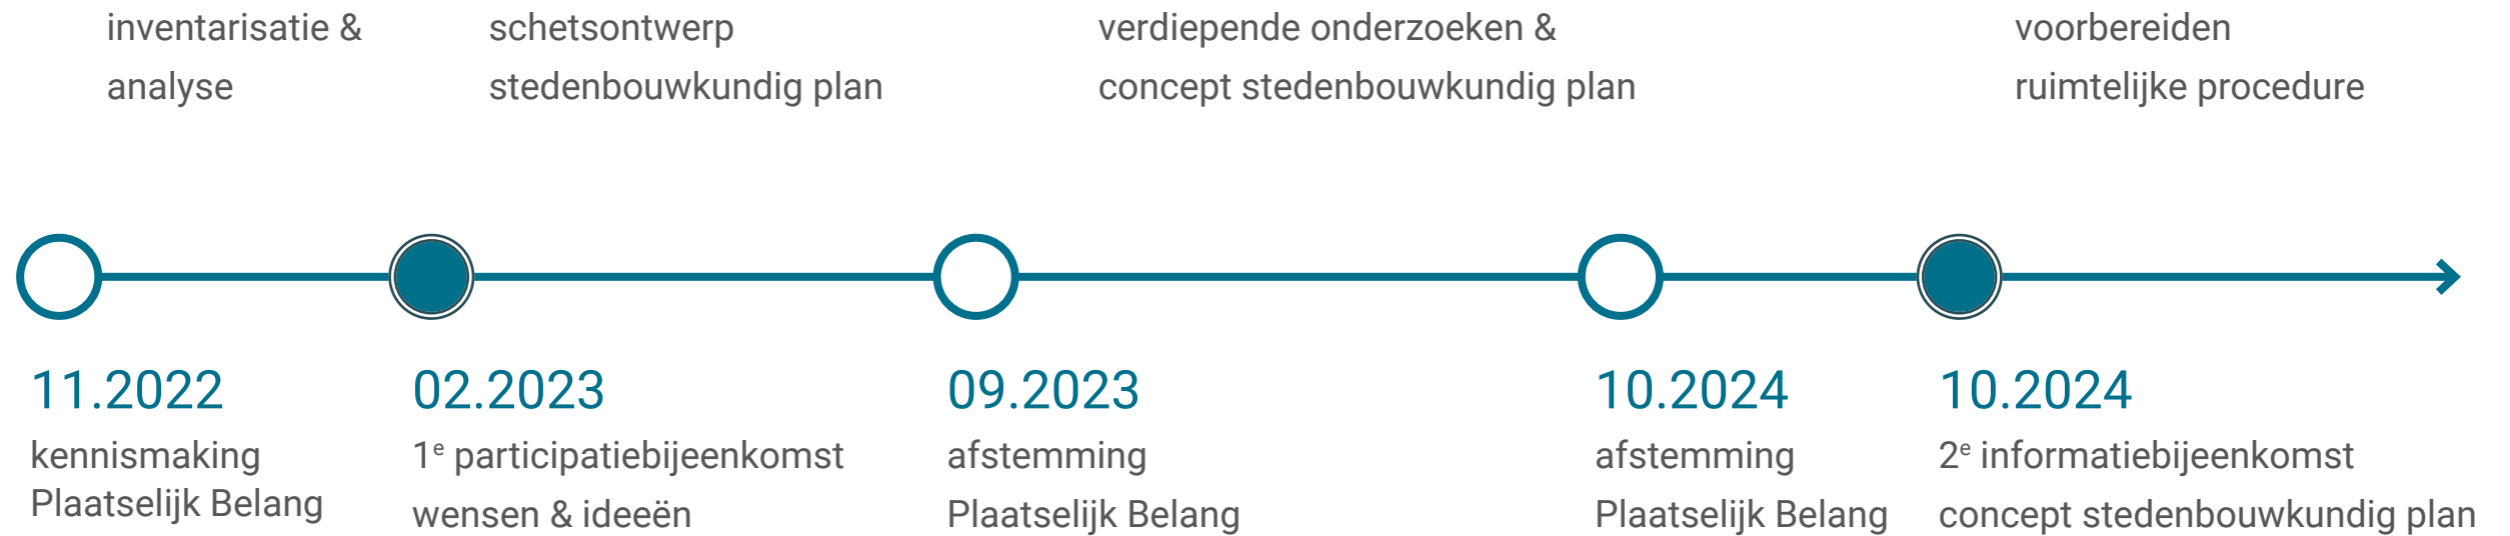 inventarisatie &
analyse
schetsontwerp
stedenbouwkundig plan
verdiepende onderzoeken &
concept stedenbouwkundig plan
voorbereiden
ruimtelijke procedure
11.2022
kennismaking
Plaatselijk Belang
02.2023
1e participatiebijeenkomst
wensen & ideeën
09.2023
afstemming
Plaatselijk Belang
10.2024
afstemming
Plaatselijk Belang
10.2024
2e informatiebijeenkomst
concept stedenbouwkundig plan